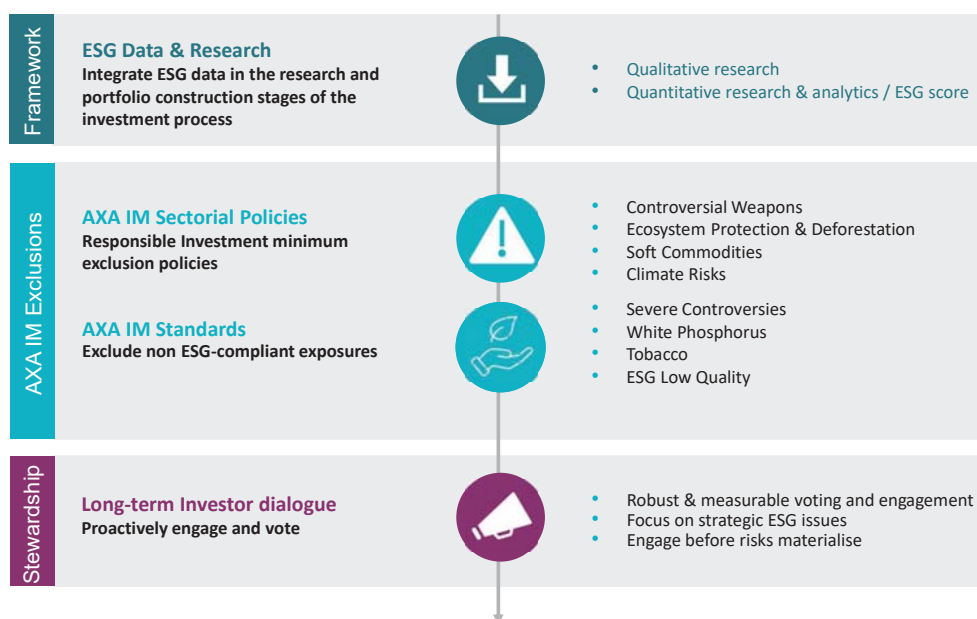 Framework
ESG Data & Research
Integrate ESG data in the research and
portfolio construction stages of the
investment process
• Qualitative research
• Quantitative research & analytics / ESG score
AXA IM Exclusions
AXA IM Sectorial Policies
Responsible Investment minimum
exclusion policies
• Controversial Weapons
• Ecosystem Protection & Deforestation
• Soft Commodities
• Climate Risks
AXA IM Standards
Exclude non ESG-compliant exposures
• Severe Controversies
• White Phosphorus
• Tobacco
• ESG Low Quality
Stewardship
Long-term Investor dialogue
Proactively engage and vote
• Robust & measurable voting and engagement
• Focus on strategic ESG issues
• Engage before risks materialise